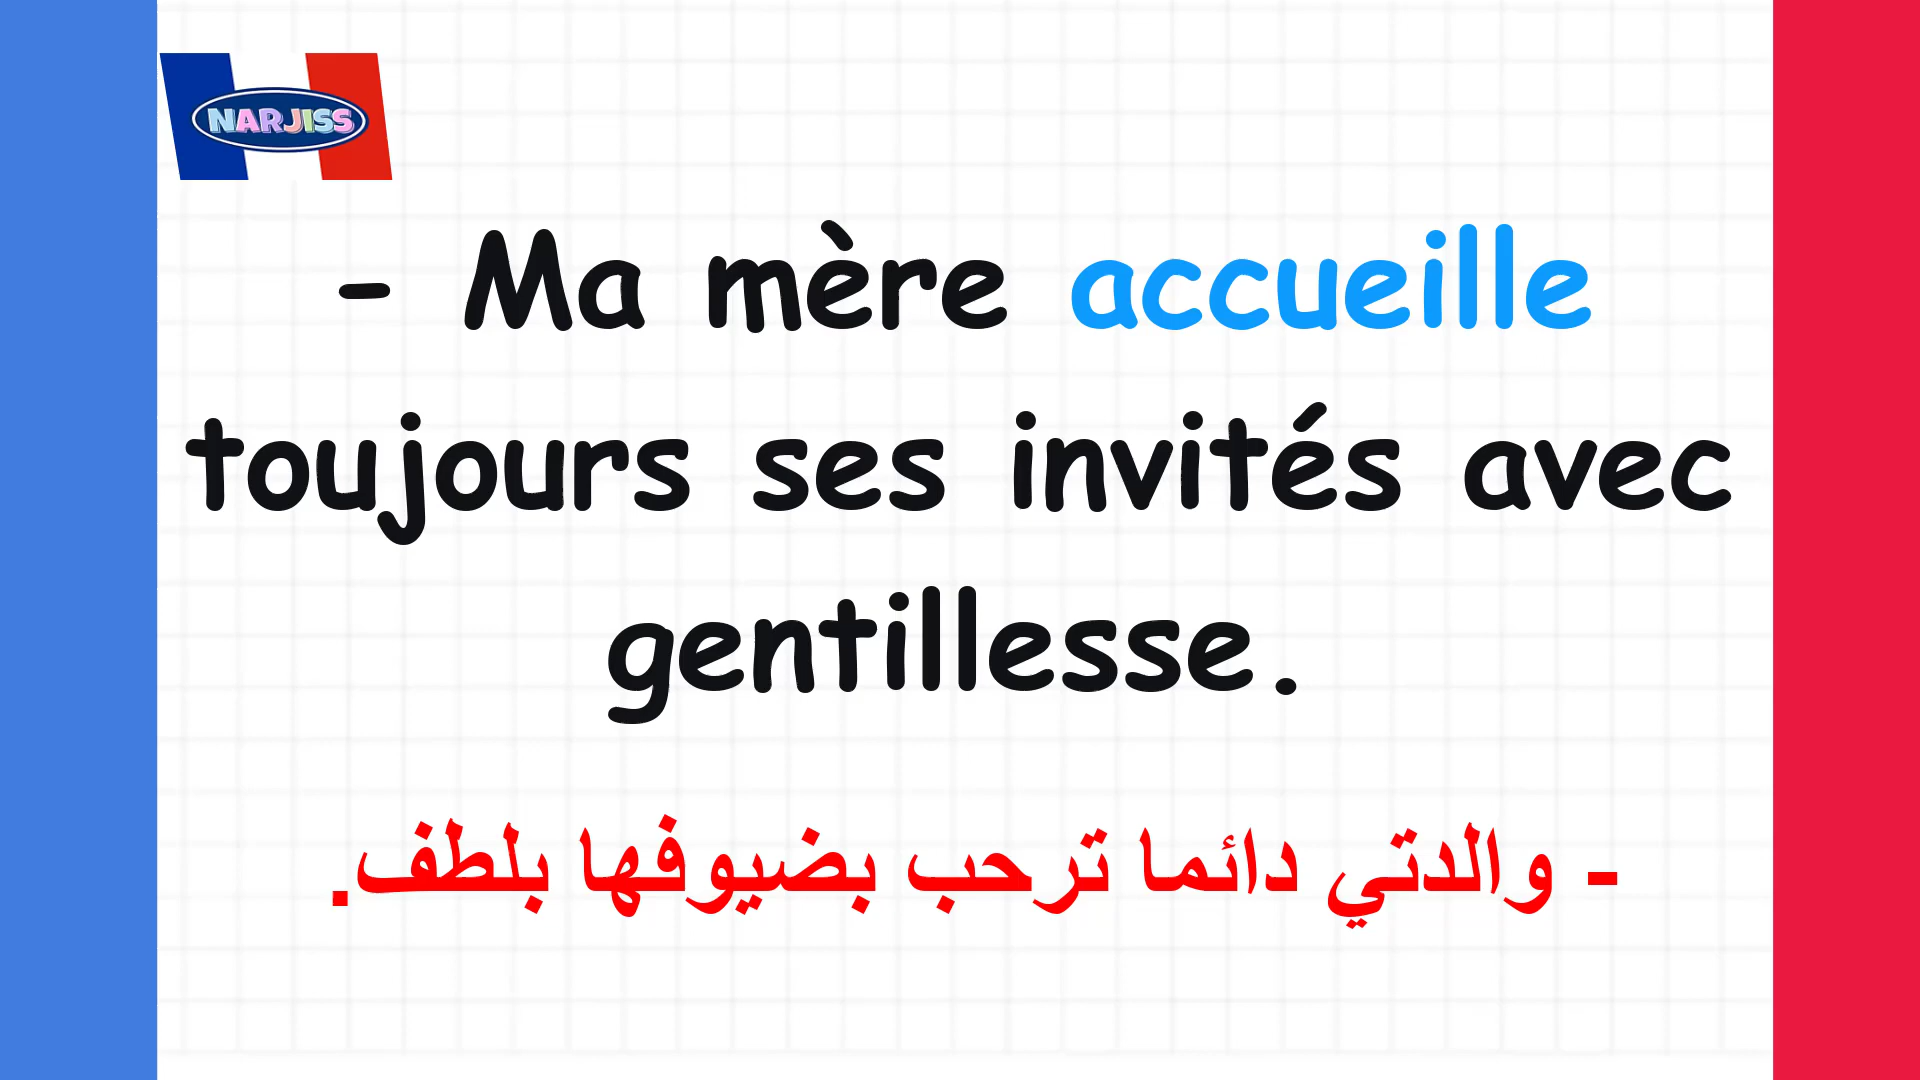 NARJISS
- Ma mère accueille
toujours ses invités avec
gentillesse.
- والدتي دائما ترحب بضيوفها بلطف.